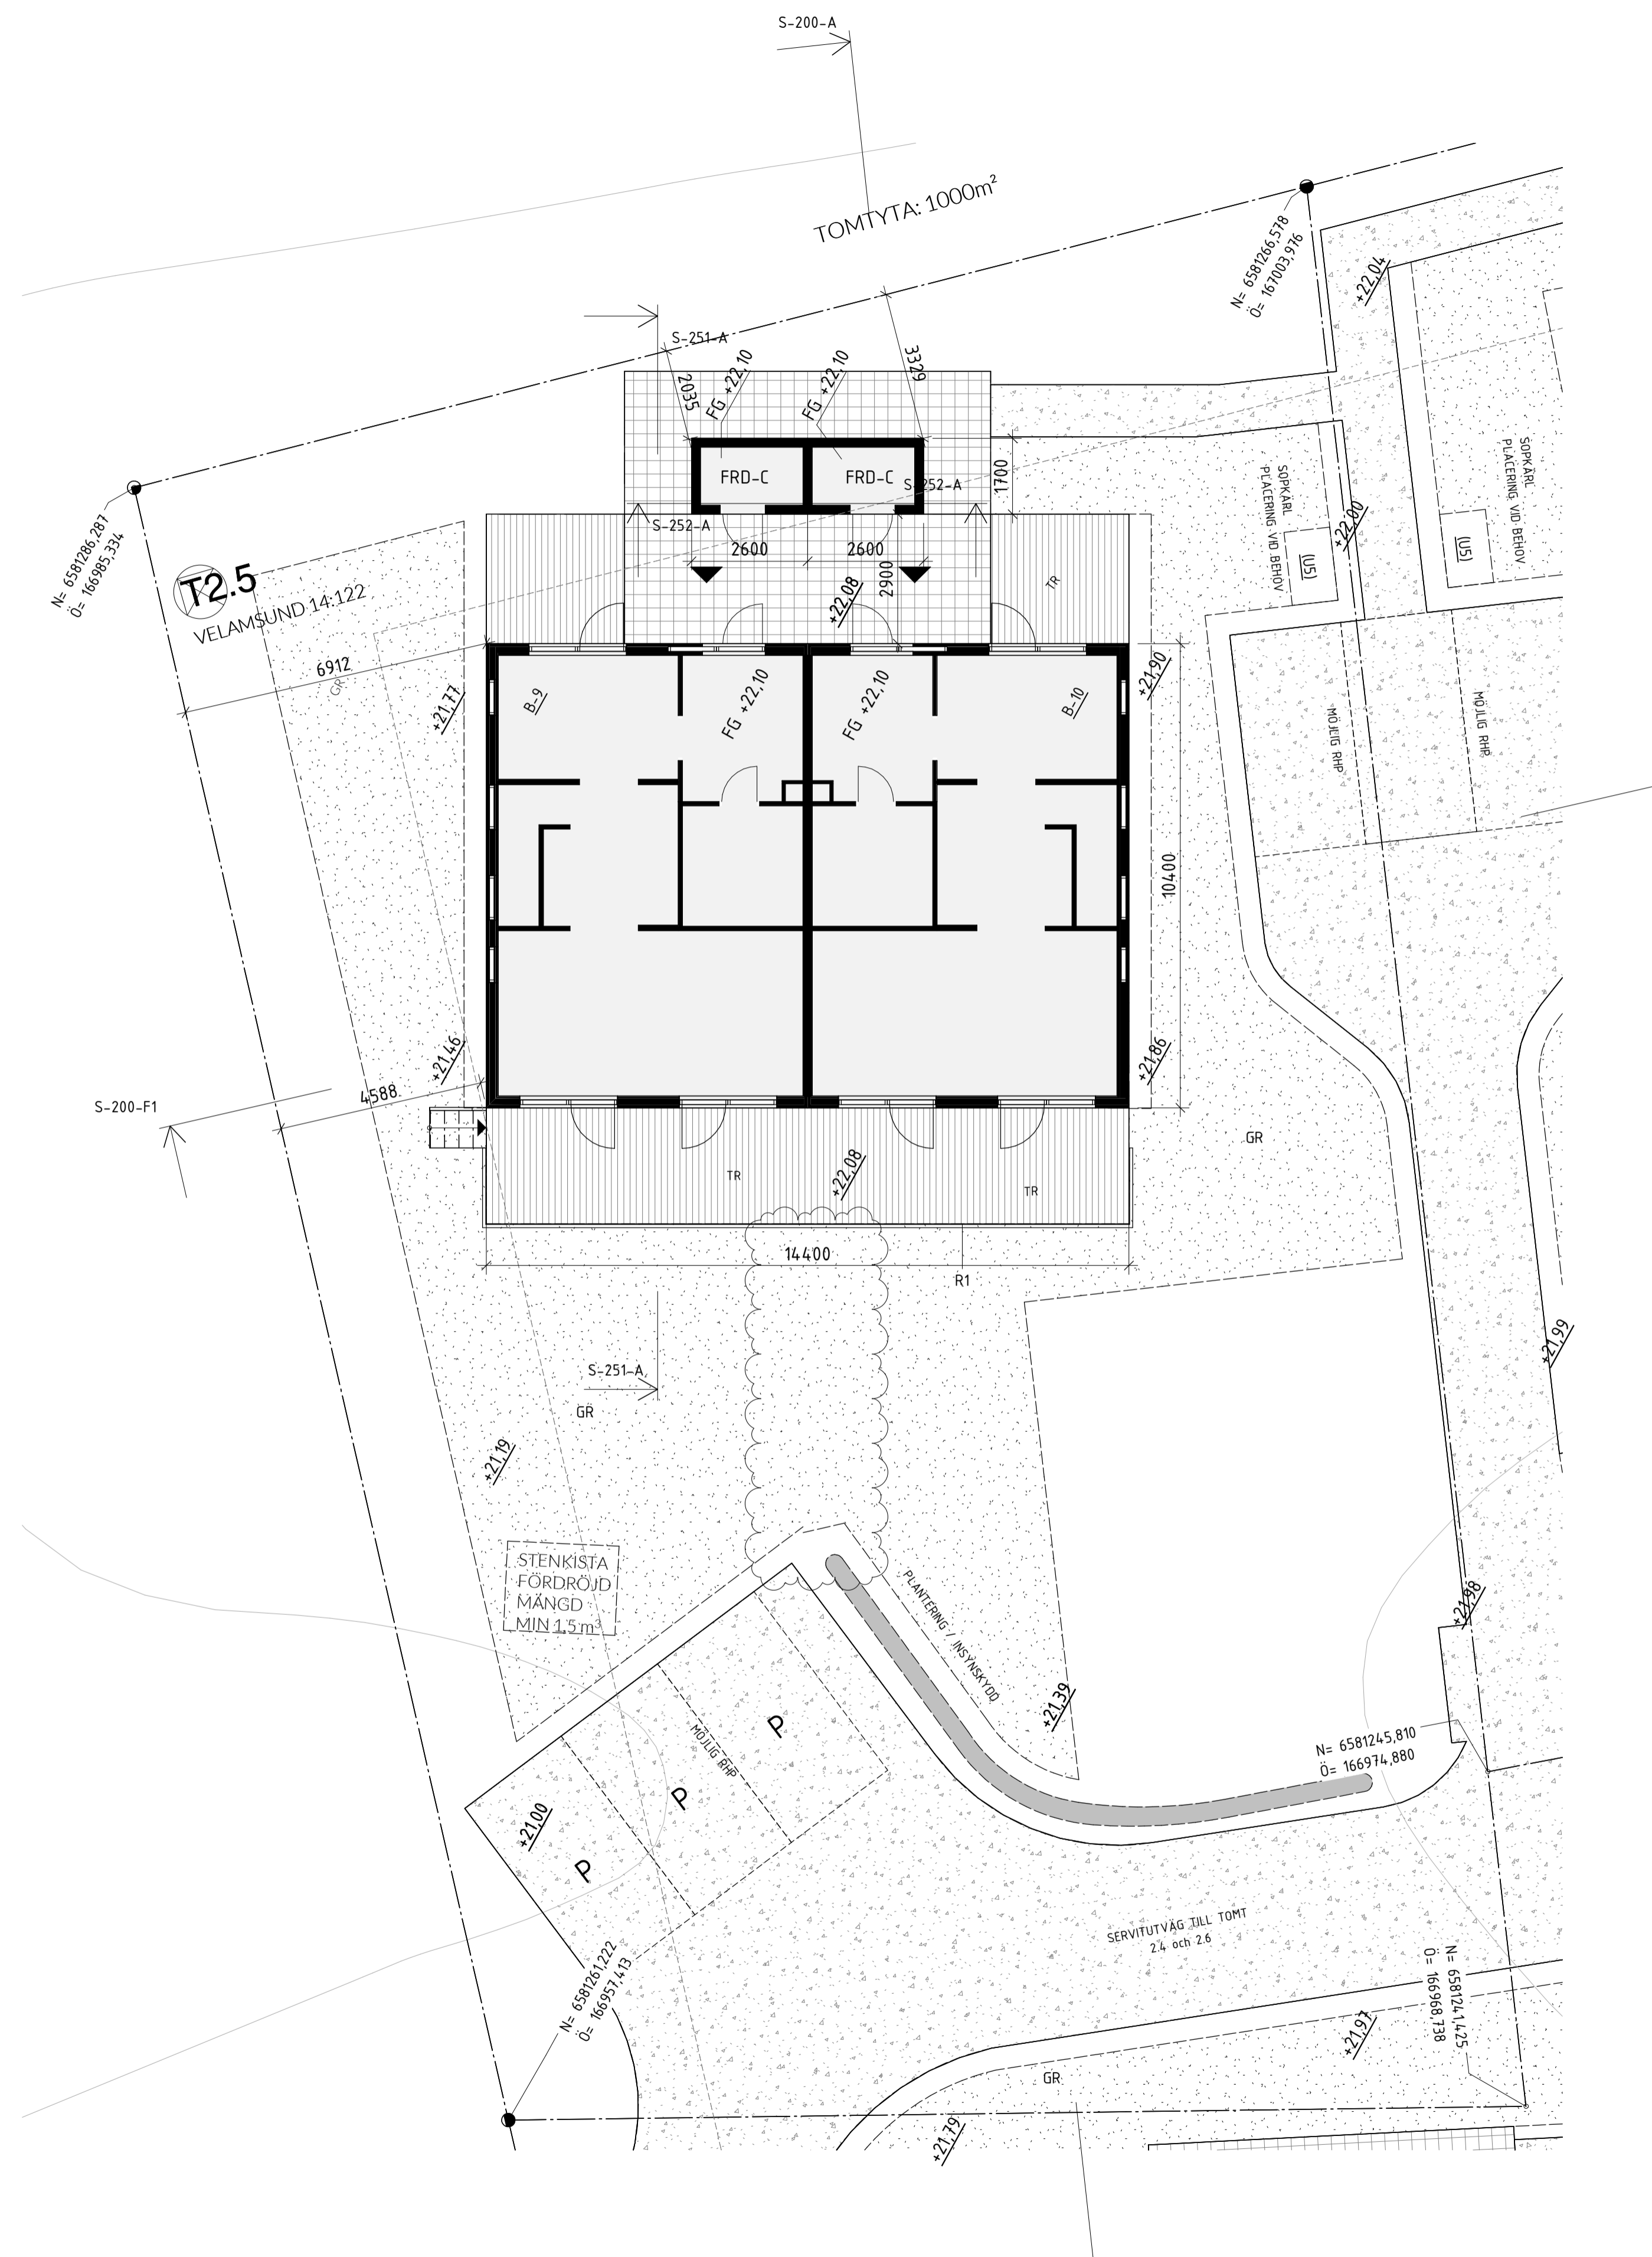 S-200-A
TOMTYTA: 1000m²
N= 6581266,578
Ö= 167003,976
+22,04
S-251-A
2035
FG +22,10
FG +22,10
3329
FRD-C
FRD-C
S-252-A
S-252-A
1700
2600
2600
2900
+22,08
TR
SOPKÄRL
PLACERING VID BEHOV
(U5)
+22,00
SOPKÄRL
PLACERING VID BEHOV
(U5)
N= 6581286,287
Ö= 166985,334
T2.5
VELAMSUND 14:122
6912
GR
+21,77
B-9
FG +22,10
FG +22,10
B-10
+21,90
MÖJLIG RHP
MÖJLIG RHP
10400
+21,46
+21,86
S-200-F1
4588
GR
TR
+22,08
TR
14400
R1
S-251-A
GR
+21,19
+21,99
STENKISTA
FÖRDRÖJD
MÄNGD
MIN 1,5 m³
PLANTERING / INSYNSKYDD
+21,98
+21,39
MÖJLIG RHP
P
P
P
+21,00
N= 6581245,810
Ö= 166974,880
SERVITUTVÄG TILL TOMT
2.4 och 2.6
N= 6581261,222
Ö= 166957,413
N= 6581241,425
Ö= 166968,738
+21,97
GR
+21,79